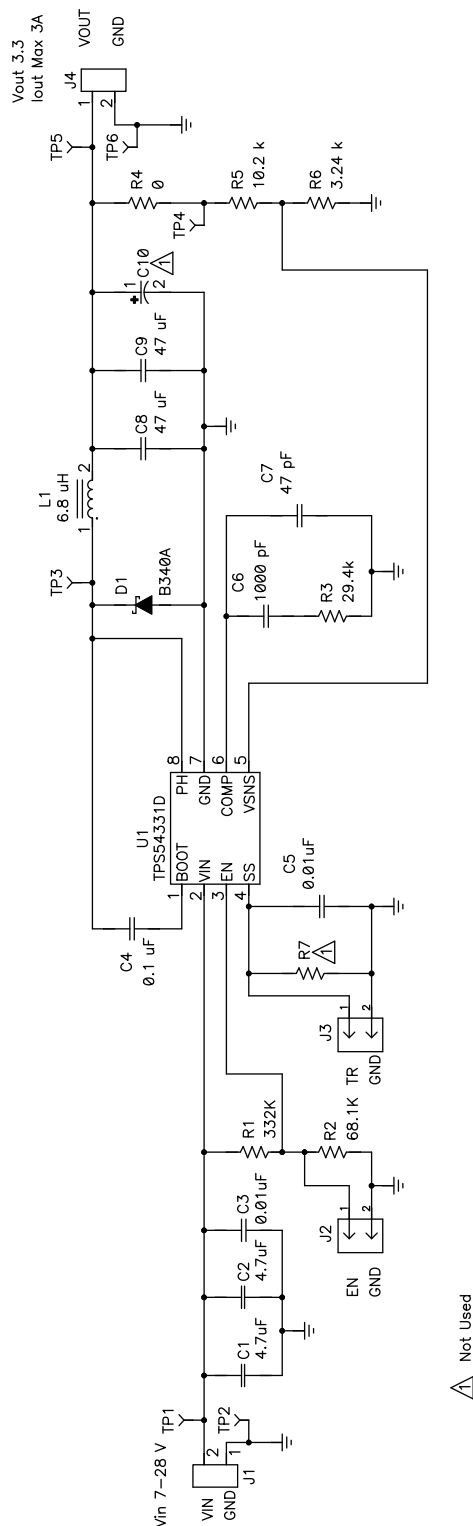 Vin 7-28 V
VIN
GND
2
1
J1
TP1
TP2
C1
4.7uF
C2
4.7uF
C3
0.01uF
R1
332K
EN
GND
J2
1
2
R2
68.1K
TR
GND
J3
1
2
R7
1
C5
0.01uF
C4
0.1 uF
U1
TPS54331D
1
BOOT
2
VIN
3
EN
4
SS
PH
8
GND
7
COMP
6
VSNS
5
D1
B340A
TP3
L1
6.8 uH
1
2
C6
1000 pF
R3
29.4k
C7
47 pF
C8
47 uF
C9
47 uF
+
1
2
C10
1
R4
0
TP4
R5
10.2 k
R6
3.24 k
TP5
TP6
Vout 3.3
Iout Max 3A
J4
1
2
VOUT
GND
1 Not Used